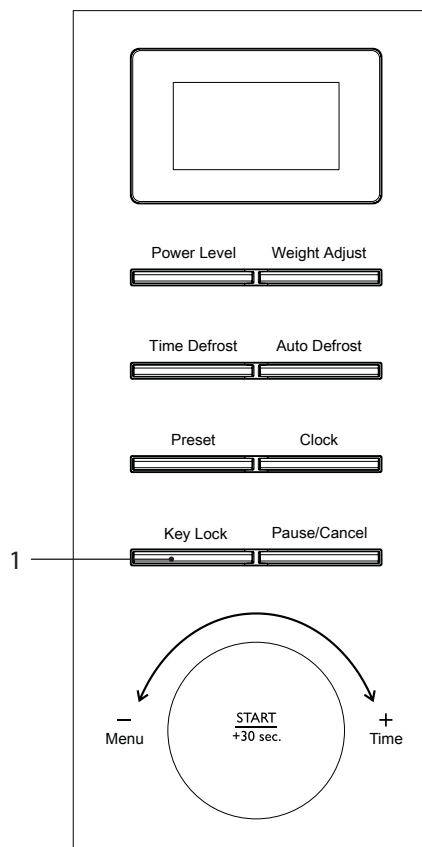 Power Level Weight Adjust
Time Defrost Auto Defrost
Preset Clock
Key Lock Pause/Cancel
1
START
+30 sec.
− +
Menu Time